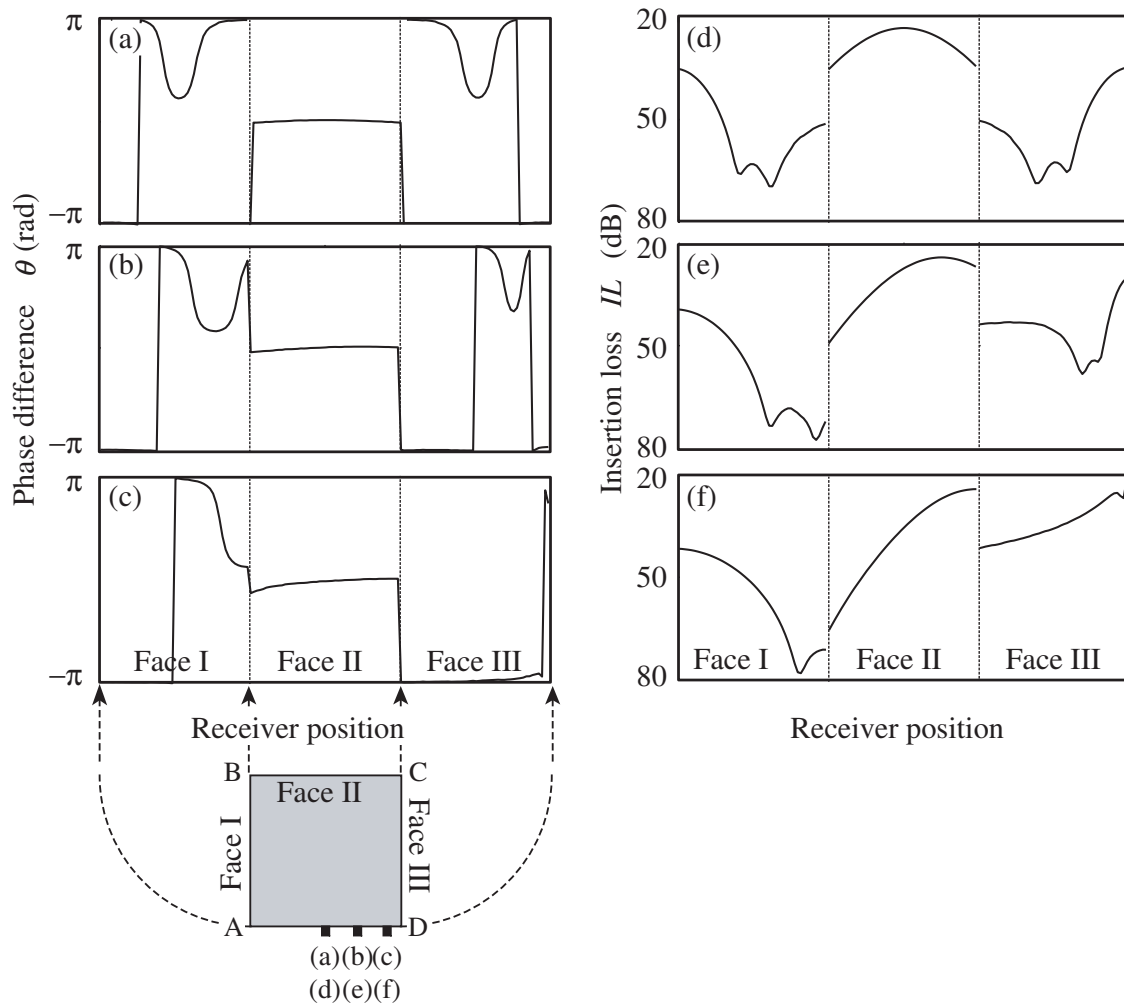 π
(a)
−π
π
(b)
−π
π
(c)
Face I
Face II
Face III
−π
Phase difference θ (rad)
Receiver position
B
C
Face II
Face I
Face III
A
D
(a)(b)(c)
(d)(e)(f)
20
(d)
50
80
20
(e)
50
80
20
(f)
50
Face I
Face II
Face III
80
Insertion loss IL (dB)
Receiver position